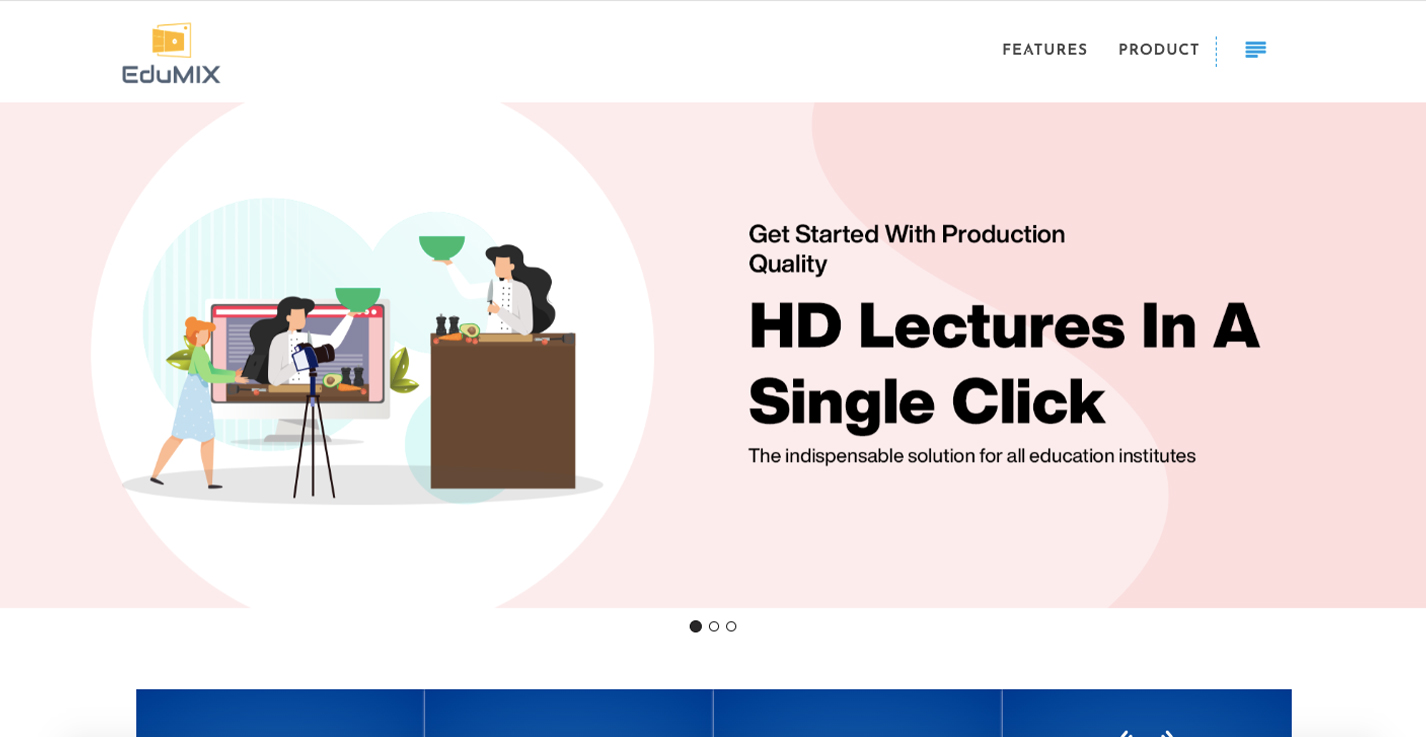 EduMIX
FEATURES PRODUCT
Get Started With Production
Quality
HD Lectures In A
Single Click
The indispensable solution for all education institutes